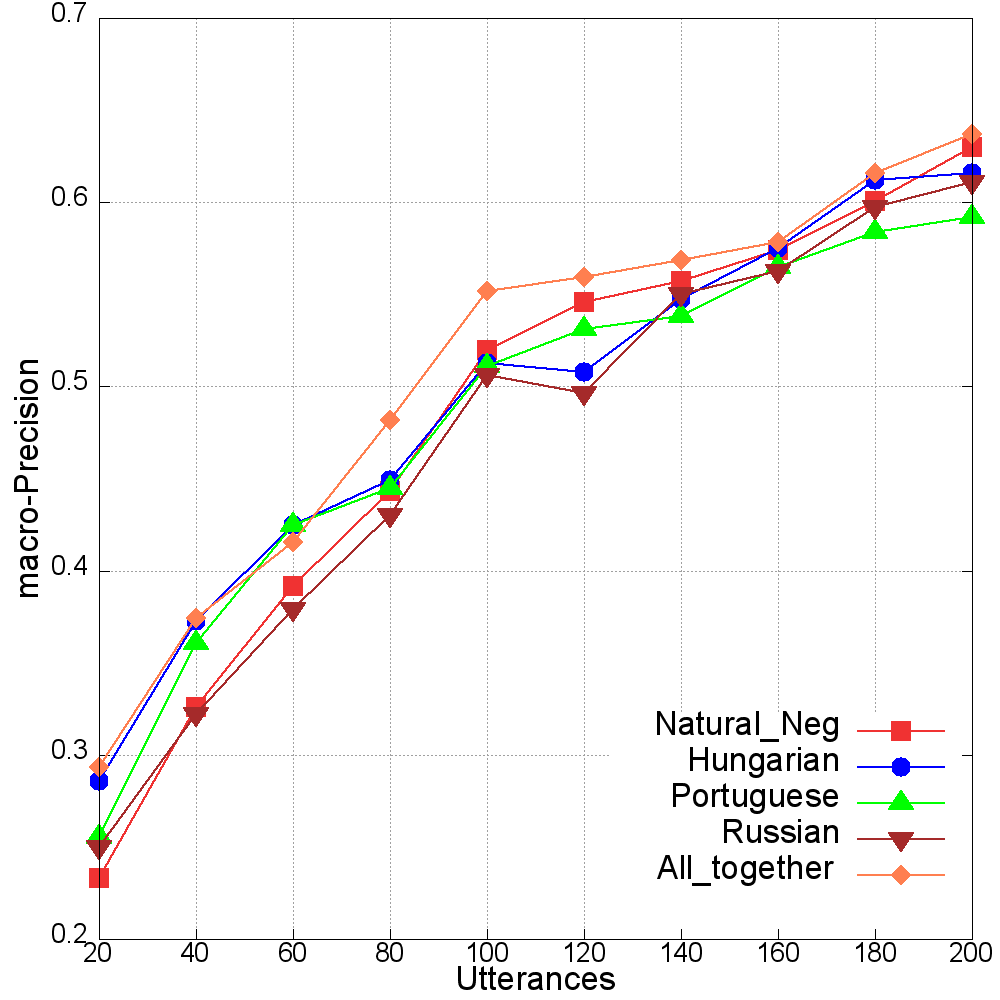 0.7
0.6
0.5
0.4
0.3
0.2
macro-Precision
Natural_Neg
Hungarian
Portuguese
Russian
All_together
20 40 60 80 100 120 140 160 180 200
Utterances